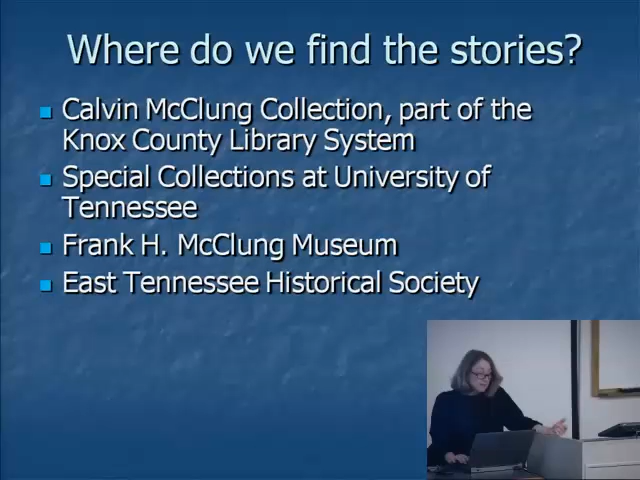 Where do we find the stories?
Calvin McClung Collection, part of the
Knox County Library System
Special Collections at University of
Tennessee
Frank H. McClung Museum
East Tennessee Historical Society